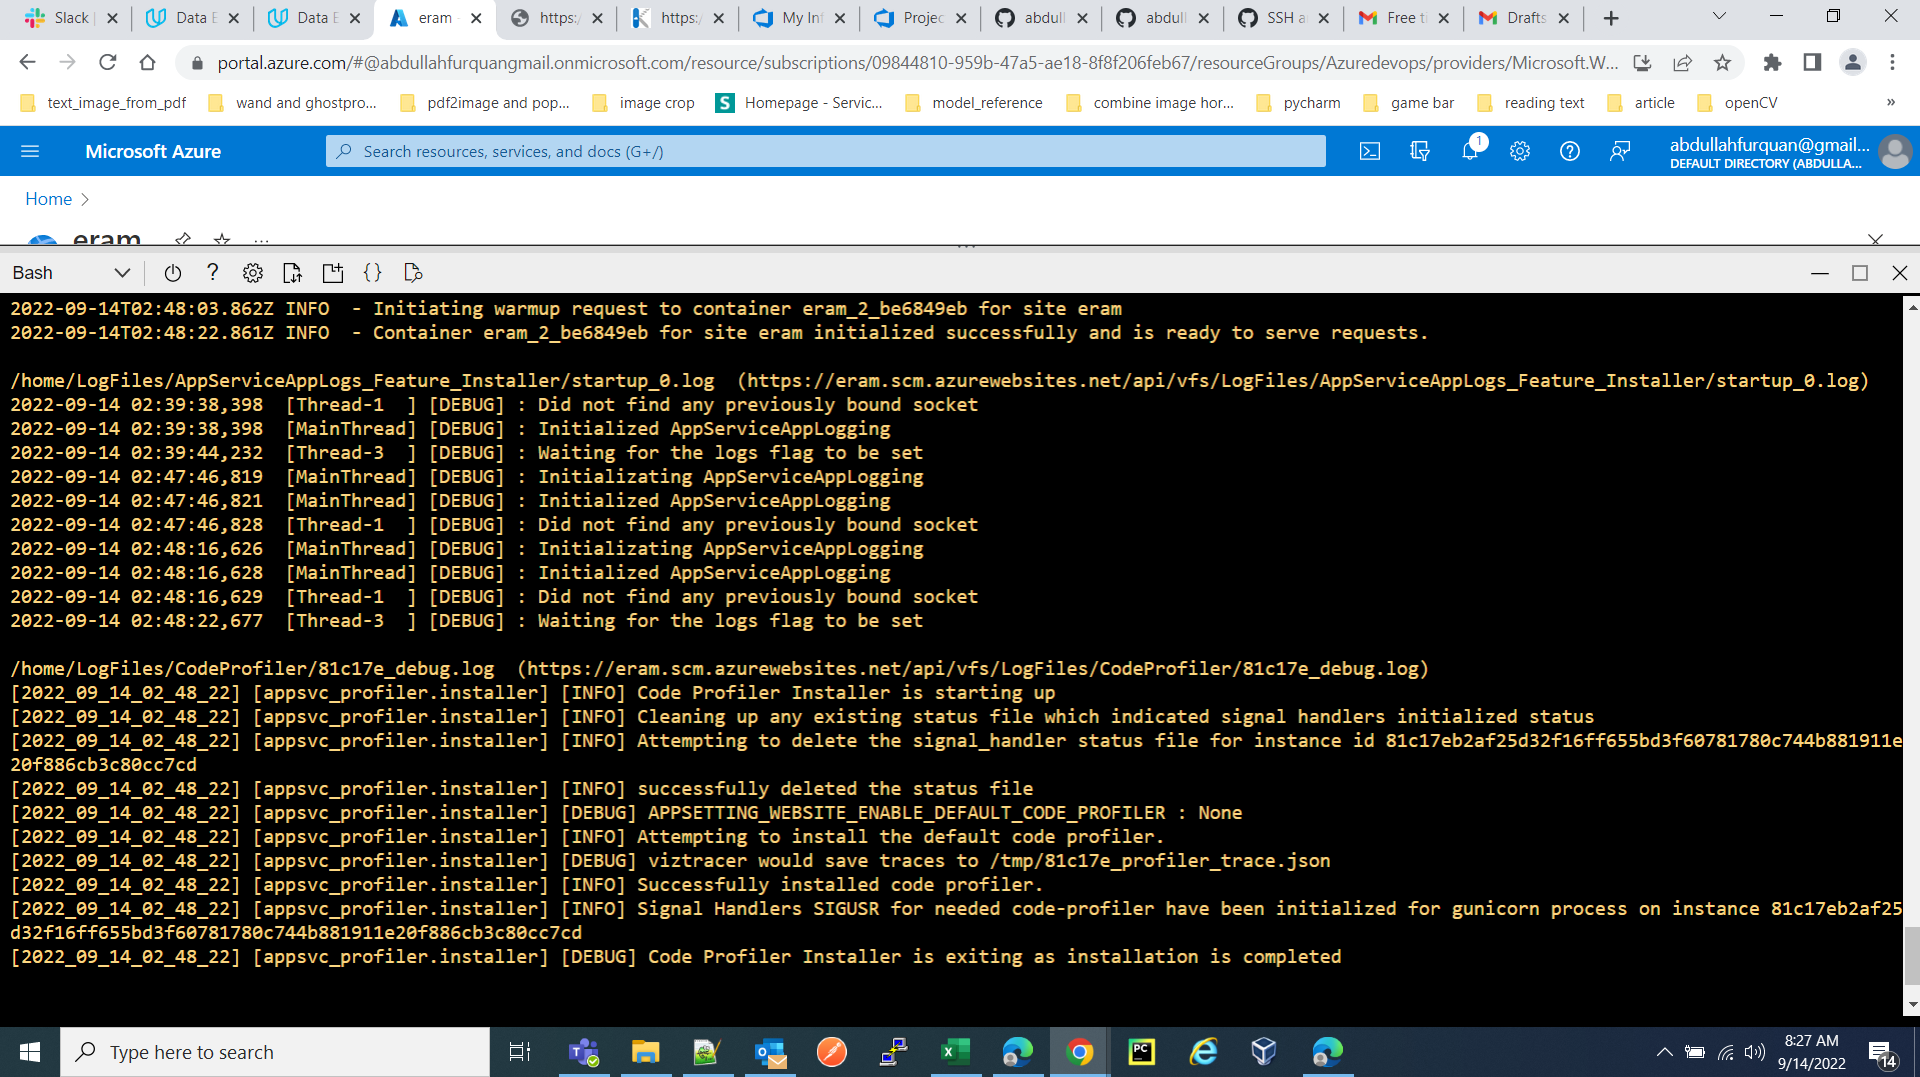 Slack
Data E
Data E
eram
https:/
https:/
My In
Projec
abdull
abdull
SSH a
Free t
Drafts
portal.azure.com/#@abdullahfurquangmail.onmicrosoft.com/resource/subscriptions/09844810-959b-47a5-ae18-8f8f206feb67/resourceGroups/Azuredevops/providers/Microsoft.W...
text_image_from_pdf
wand and ghostpro...
pdf2image and pop...
image crop
S Homepage - Servic...
model_reference
combine image hor...
pycharm
game bar
reading text
article
openCV
»
Microsoft Azure
Search resources, services, and docs (G+/)
1
abdullahfurquan@gmail....
DEFAULT DIRECTORY (ABDULLA...
Home >
eram
...
Bash
2022-09-14T02:48:03.862Z INFO  - Initiating warmup request to container eram_2_be6849eb for site eram
2022-09-14T02:48:22.861Z INFO  - Container eram_2_be6849eb for site eram initialized successfully and is ready to serve requests.
/home/LogFiles/AppServiceAppLogs_Feature_Installer/startup_0.log  (https://eram.scm.azurewebsites.net/api/vfs/LogFiles/AppServiceAppLogs_Feature_Installer/startup_0.log)
2022-09-14 02:39:38,398  [Thread-1  ] [DEBUG] : Did not find any previously bound socket
2022-09-14 02:39:38,398  [MainThread] [DEBUG] : Initialized AppServiceAppLogging
2022-09-14 02:39:44,232  [Thread-3  ] [DEBUG] : Waiting for the logs flag to be set
2022-09-14 02:47:46,819  [MainThread] [DEBUG] : Initializating AppServiceAppLogging
2022-09-14 02:47:46,821  [MainThread] [DEBUG] : Initialized AppServiceAppLogging
2022-09-14 02:47:46,828  [Thread-1  ] [DEBUG] : Did not find any previously bound socket
2022-09-14 02:48:16,626  [MainThread] [DEBUG] : Initializating AppServiceAppLogging
2022-09-14 02:48:16,628  [MainThread] [DEBUG] : Initialized AppServiceAppLogging
2022-09-14 02:48:16,629  [Thread-1  ] [DEBUG] : Did not find any previously bound socket
2022-09-14 02:48:22,677  [Thread-3  ] [DEBUG] : Waiting for the logs flag to be set
/home/LogFiles/CodeProfiler/81c17e_debug.log  (https://eram.scm.azurewebsites.net/api/vfs/LogFiles/CodeProfiler/81c17e_debug.log)
[2022_09_14_02_48_22] [appsvc_profiler.installer] [INFO] Code Profiler Installer is starting up
[2022_09_14_02_48_22] [appsvc_profiler.installer] [INFO] Cleaning up any existing status file which indicated signal handlers initialized status
[2022_09_14_02_48_22] [appsvc_profiler.installer] [INFO] Attempting to delete the signal_handler status file for instance id 81c17eb2af25d32f16ff655bd3f60781780c744b881911e
20f886cb3c80cc7cd
[2022_09_14_02_48_22] [appsvc_profiler.installer] [INFO] successfully deleted the status file
[2022_09_14_02_48_22] [appsvc_profiler.installer] [DEBUG] APPSETTING_WEBSITE_ENABLE_DEFAULT_CODE_PROFILER : None
[2022_09_14_02_48_22] [appsvc_profiler.installer] [INFO] Attempting to install the default code profiler.
[2022_09_14_02_48_22] [appsvc_profiler.installer] [DEBUG] viztracer would save traces to /tmp/81c17e_profiler_trace.json
[2022_09_14_02_48_22] [appsvc_profiler.installer] [INFO] Successfully installed code profiler.
[2022_09_14_02_48_22] [appsvc_profiler.installer] [INFO] Signal Handlers SIGUSR for needed code-profiler have been initialized for gunicorn process on instance 81c17eb2af25
d32f16ff655bd3f60781780c744b881911e20f886cb3c80cc7cd
[2022_09_14_02_48_22] [appsvc_profiler.installer] [DEBUG] Code Profiler Installer is exiting as installation is completed
Type here to search
PC
8:27 AM
9/14/2022
14